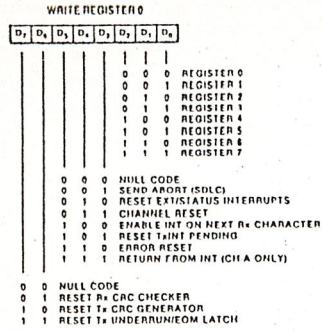 WRITE REGISTER 0
D7 D6 D5 D4 D3 D2 D1 D0
0 0 0 REGISTER 0
0 0 1 REGISTER 1
0 1 0 REGISTER 2
0 1 1 REGISTER 3
1 0 0 REGISTER 4
1 0 1 REGISTER 5
1 1 0 REGISTER 6
1 1 1 REGISTER 7
0 0 0 NULL CODE
0 0 1 SEND ABORT (SDLC)
0 1 0 RESET EXT/STATUS INTERRUPTS
0 1 1 CHANNEL RESET
1 0 0 ENABLE INT ON NEXT Rx CHARACTER
1 0 1 RESET TxINT PENDING
1 1 0 ERROR RESET
1 1 1 RETURN FROM INT (CH A ONLY)
0 0 NULL CODE
0 1 RESET Rx CRC CHECKER
1 0 RESET Tx CRC GENERATOR
1 1 RESET Tx UNDERRUN/EOM LATCH